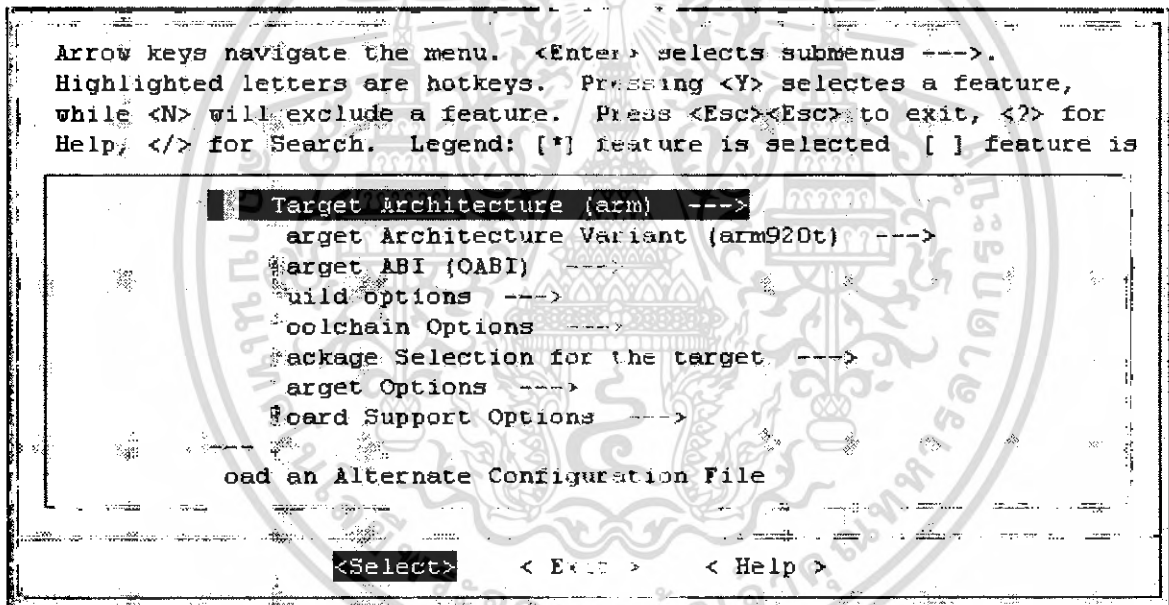 Arrow keys navigate the menu. <Enter> selects submenus --->.
Highlighted letters are hotkeys. Pressing <Y> selectes a feature,
while <N> will exclude a feature. Press <Esc><Esc> to exit, <?> for
Help, </> for Search. Legend: [*] feature is selected [ ] feature is
Target Architecture (arm) --->
arget Architecture Variant (arm920t) --->
arget ABI (OABI) --->
uild options --->
oolchain Options --->
ackage Selection for the target --->
arget Options --->
oard Support Options --->
---
oad an Alternate Configuration File
<Select> < Exit > < Help >